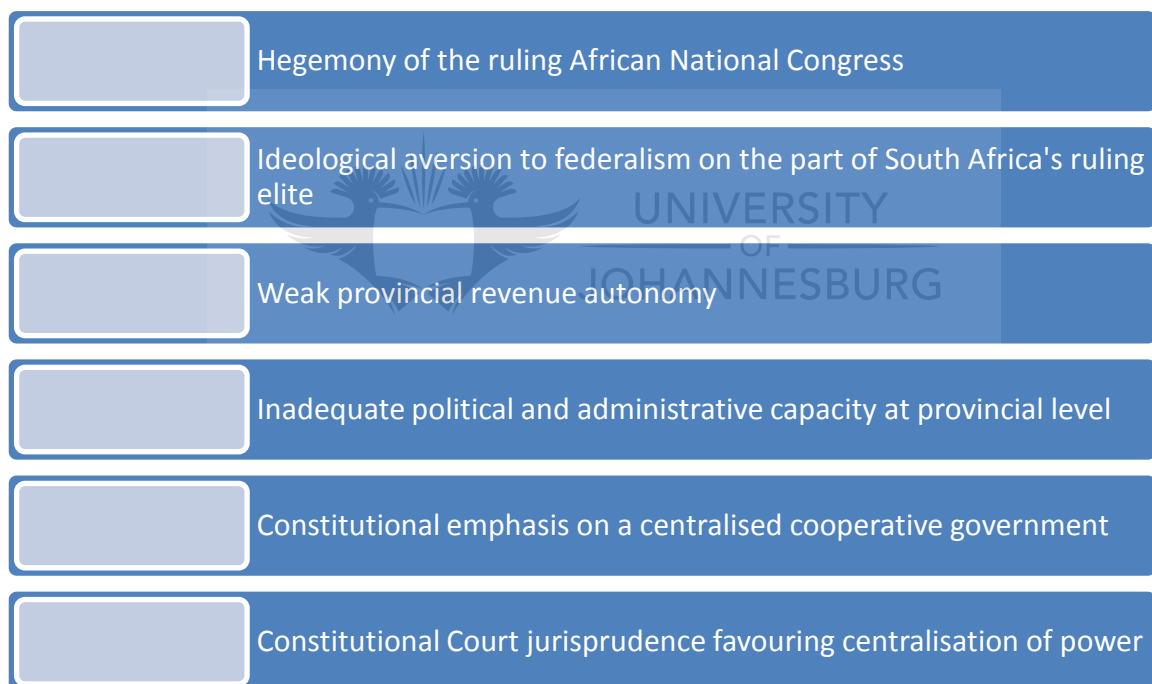 Hegemony of the ruling African National Congress
Ideological aversion to federalism on the part of South Africa's ruling
elite
UNIVERSITY
OF
JOHANNESBURG
Weak provincial revenue autonomy
Inadequate political and administrative capacity at provincial level
Constitutional emphasis on a centralised cooperative government
Constitutional Court jurisprudence favouring centralisation of power